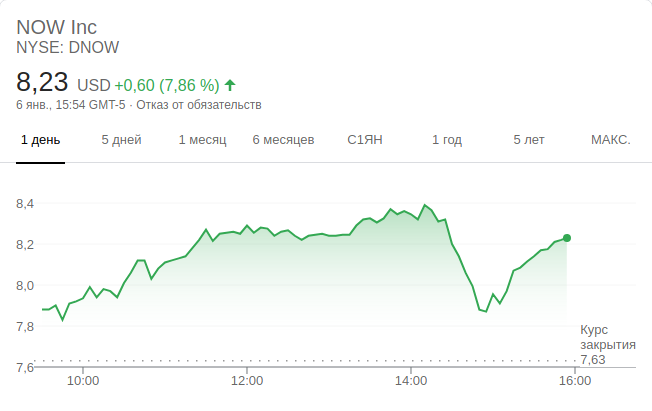 NOW Inc
NYSE: DNOW
8,23 USD +0,60 (7,86 %)
6 янв., 15:54 GMT-5 · Отказ от обязательств
1 день 5 дней 1 месяц 6 месяцев С1ЯН 1 год 5 лет МАКС.
8,4
8,2
8,0
7,8
Курс
закрытия
7,63
7,6
10:00 12:00 14:00 16:00